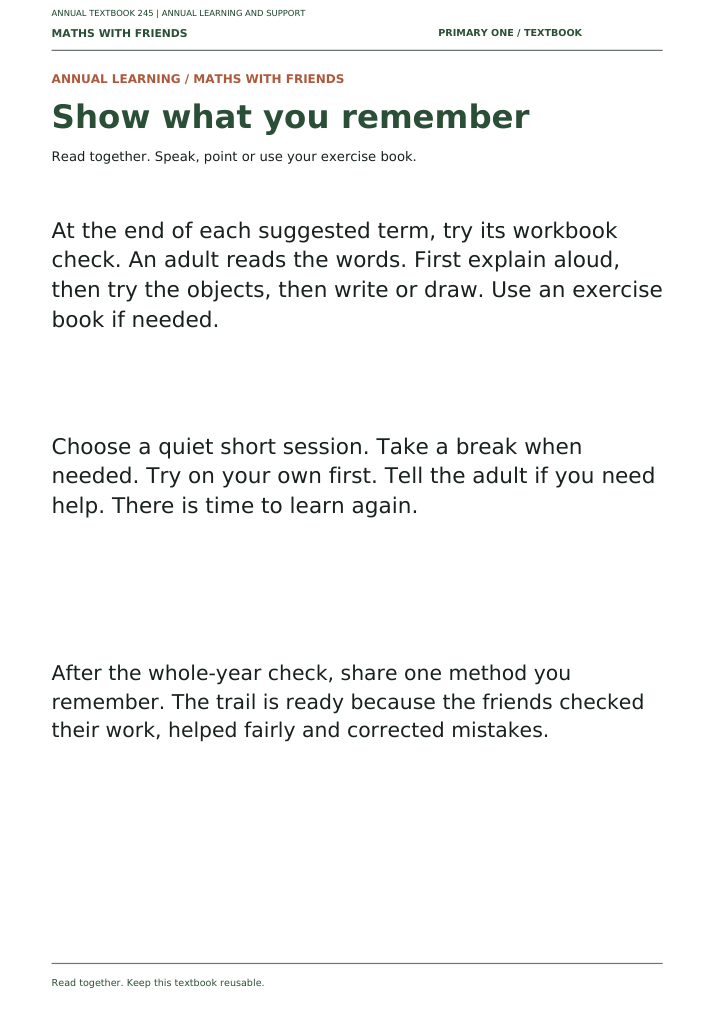 ANNUAL TEXTBOOK 245 | ANNUAL LEARNING AND SUPPORT
MATHS WITH FRIENDS
PRIMARY ONE / TEXTBOOK
ANNUAL LEARNING / MATHS WITH FRIENDS
Show what you remember
Read together. Speak, point or use your exercise book.
At the end of each suggested term, try its workbook
check. An adult reads the words. First explain aloud,
then try the objects, then write or draw. Use an exercise
book if needed.
Choose a quiet short session. Take a break when
needed. Try on your own first. Tell the adult if you need
help. There is time to learn again.
After the whole-year check, share one method you
remember. The trail is ready because the friends checked
their work, helped fairly and corrected mistakes.
Read together. Keep this textbook reusable.